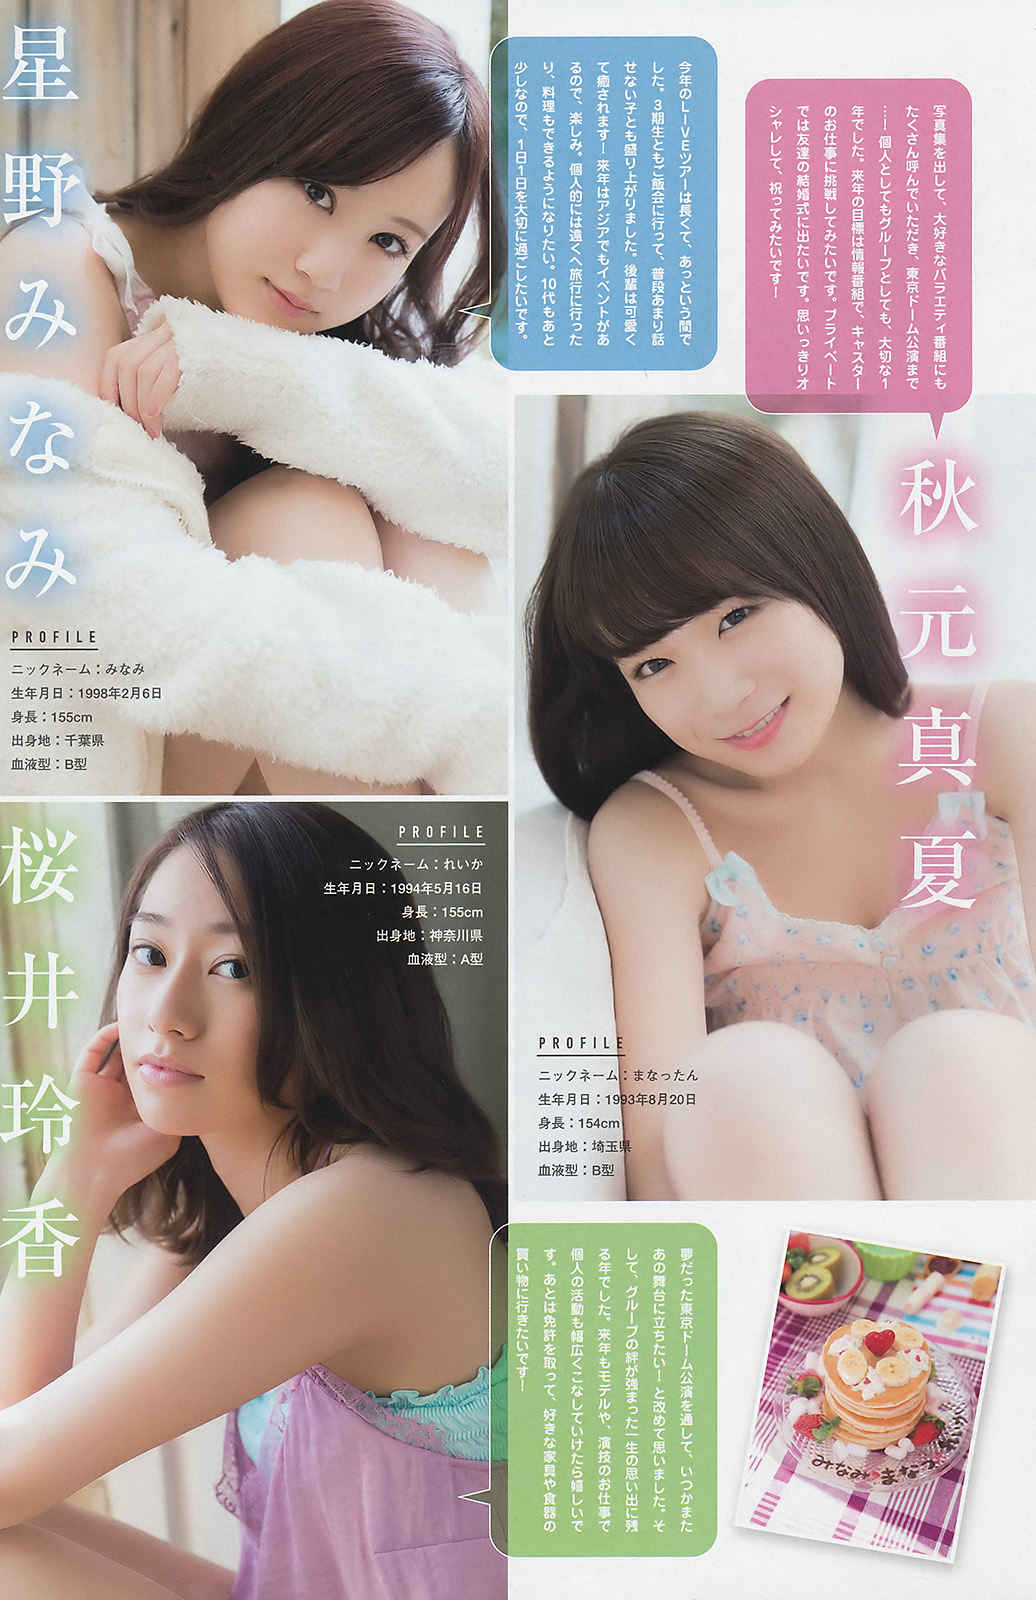 写真集を出して、大好きなバラエティ番組にも
たくさん呼んでいただき、東京ドーム公演まで
…! 個人としてもグループとしても、大切な1
年でした。来年の目標は情報番組で、キャスター
のお仕事に挑戦してみたいです。プライベート
では友達の結婚式に出たいです。思いっきりオ
シャレして、祝ってみたいです!
秋元真夏
PROFILE
ニックネーム：まなったん
生年月日：1993年8月20日
身長：154cm
出身地：埼玉県
血液型：B型
今年のLIVEツアーは長くて、あっという間で
した。3期生ともご飯会に行って、普段あまり話
せない子とも盛り上がりました。後輩は可愛く
て癒されます! 来年はアジアでもイベントがあ
るので、楽しみ。個人的には遠くへ旅行に行った
り、料理もできるようになりたい。10代もあと
少しなので、1日1日を大切に過ごしたいです。
星野みなみ
PROFILE
ニックネーム：みなみ
生年月日：1998年2月6日
身長：155cm
出身地：千葉県
血液型：B型
桜井玲香
PROFILE
ニックネーム：れいか
生年月日：1994年5月16日
身長：155cm
出身地：神奈川県
血液型：A型
夢だった東京ドーム公演を通して、いつかまた
あの舞台に立ちたい! と改めて思いました。そ
して、グループの絆が強まった一生の思い出に残
る年でした。来年もモデルや、演技のお仕事で
個人の活動も幅広くこなしていけたら嬉しいで
す。あとは免許を取って、好きな家具や食器の
買い物に行きたいです!